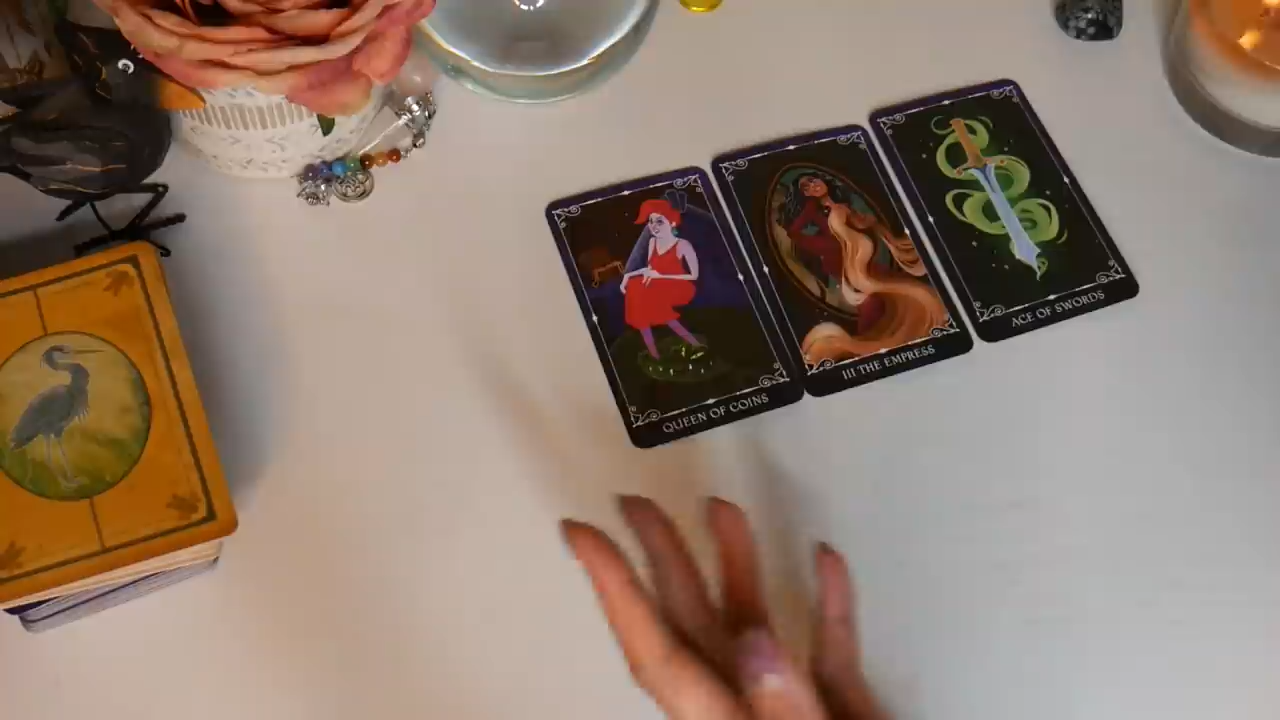 QUEEN OF COINS
III THE EMPRESS
ACE OF SWORDS